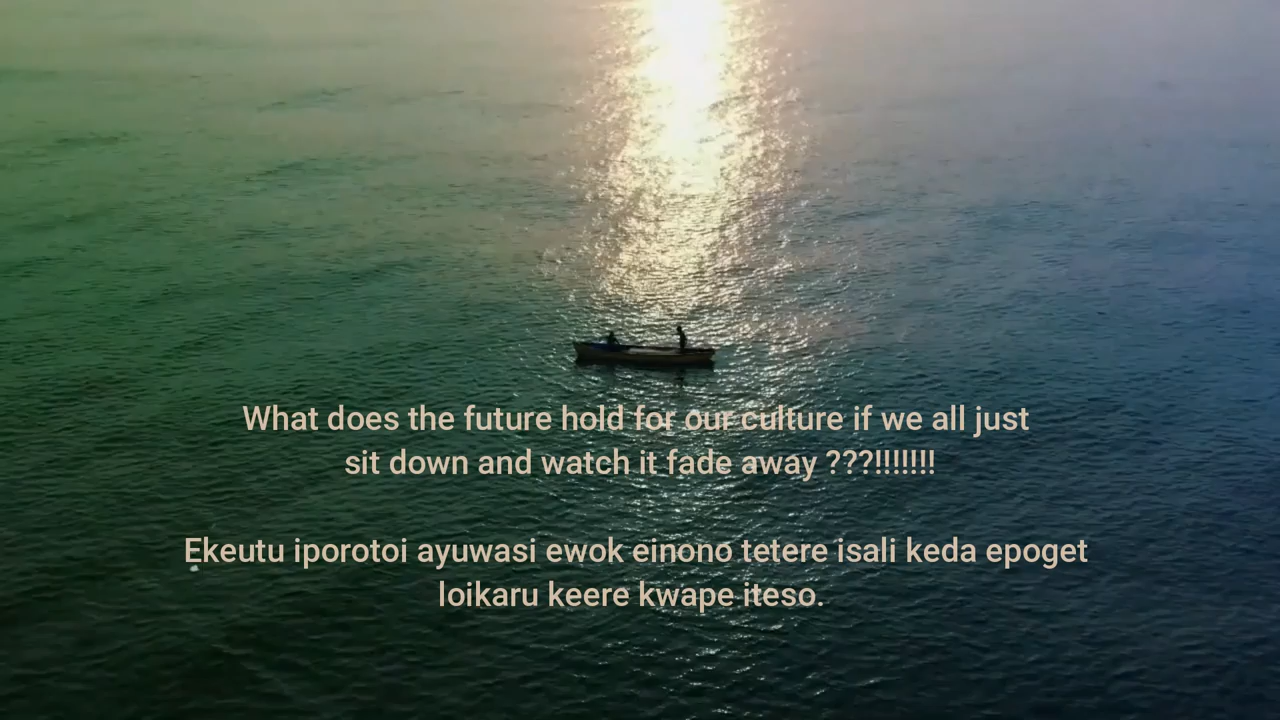 What does the future hold for our culture if we all just
sit down and watch it fade away ???!!!!!!!
Ekeutu iporotoi ayuwasi ewok einono tetere isali keda epoget
loikaru keere kwape iteso.